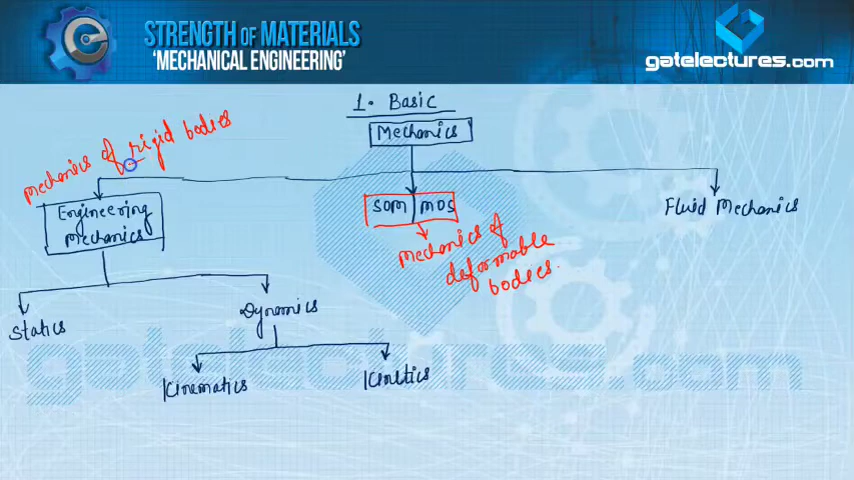 STRENGTH OF MATERIALS
'MECHANICAL ENGINEERING'
gatelectures.com
1. Basic
Mechanics
Mechanics of rigid bodies
Engineering
Mechanics
SOM | MOS
Fluid Mechanics
Mechanics of
deformable
bodies.
Statics
Dynamics
Kinematics
Kinetics
gatelectures.com